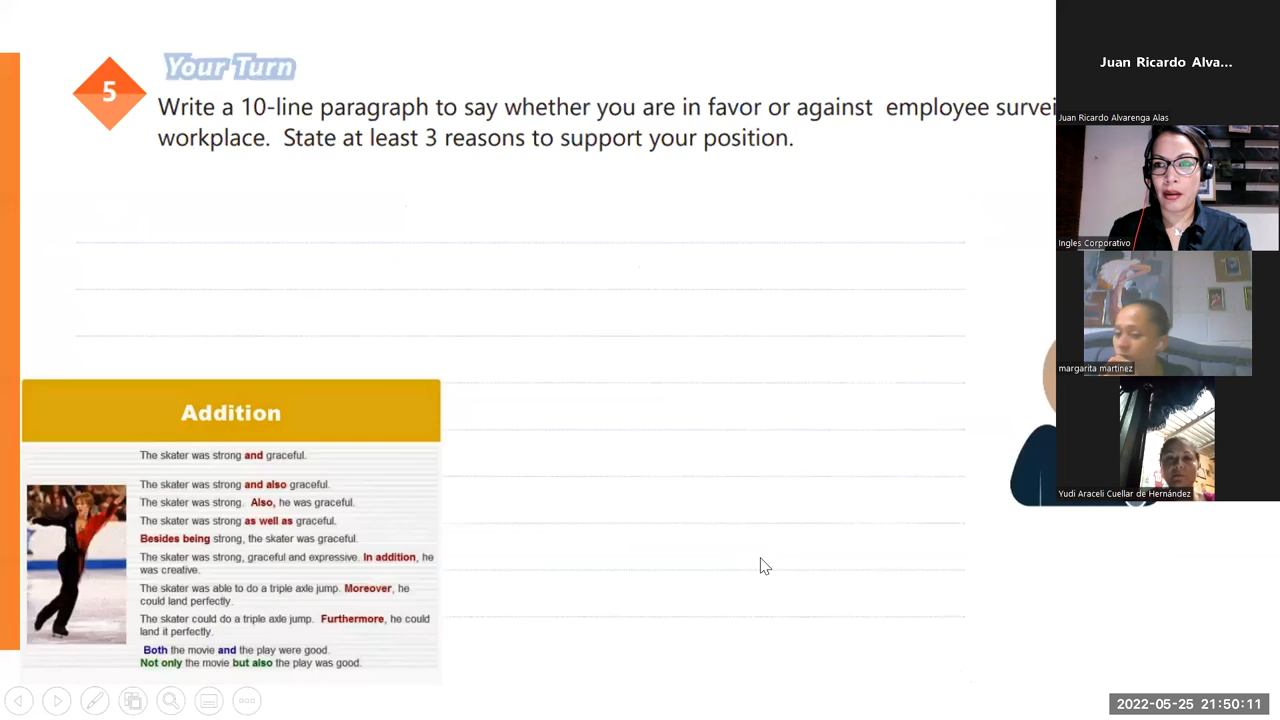 Your Turn
5
Write a 10-line paragraph to say whether you are in favor or against employee
workplace. State at least 3 reasons to support your position.
Addition
The skater was strong and graceful.
The skater was strong and also graceful.
The skater was strong. Also, he was graceful.
The skater was strong as well as graceful.
Besides being strong, the skater was graceful.
The skater was strong, graceful and expressive. In addition, he
was creative.
The skater was able to do a triple axle jump. Moreover, he
could land perfectly.
The skater could do a triple axle jump. Furthermore, he could
land it perfectly.
Both the movie and the play were good.
Not only the movie but also the play was good.
Juan Ricardo Alva...
Juan Ricardo Alvarenga Alas
Ingles Corporativo
margarita martinez
Yudi Araceli Cuellar de Hernández
2022-05-25 21:50:11